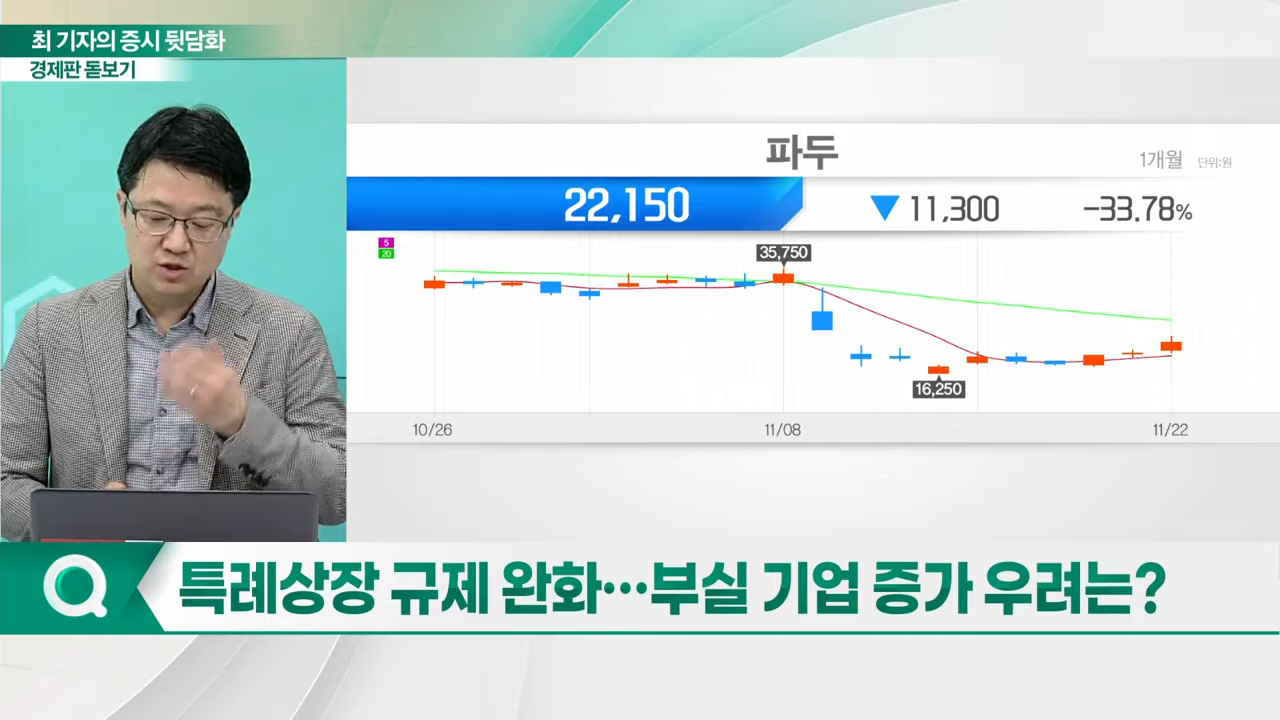 최 기자의 증시 뒷담화
경제판 돋보기
파두
1개월 단위:원
22,150 ▼ 11,300 -33.78%
5
20
35,750
16,250
10/26 11/08 11/22
특례상장 규제 완화…부실 기업 증가 우려는?